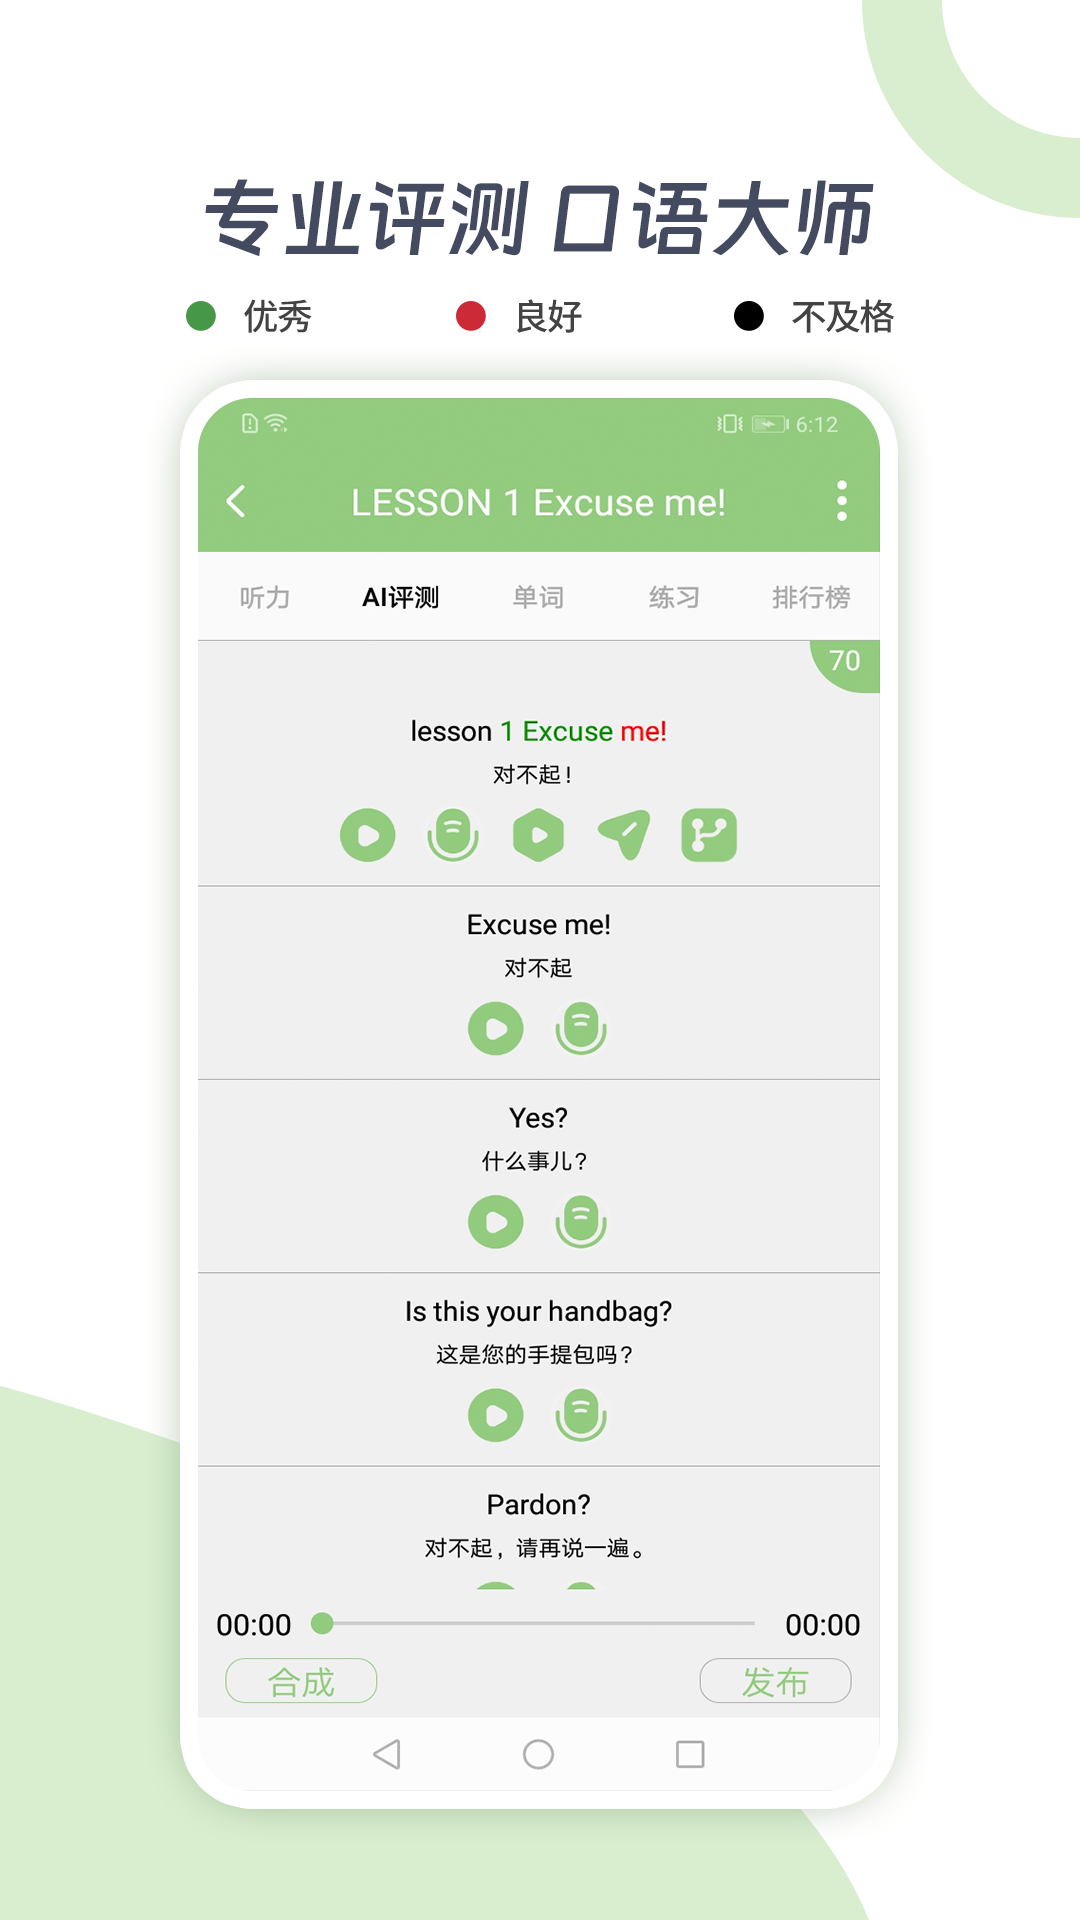 专业评测 口语大师
优秀 良好 不及格
6:12
LESSON 1 Excuse me!
听力 AI评测 单词 练习 排行榜
70
lesson 1 Excuse me!
对不起！
Excuse me!
对不起
Yes?
什么事儿？
Is this your handbag?
这是您的手提包吗？
Pardon?
对不起，请再说一遍。
00:00 00:00
合成 发布